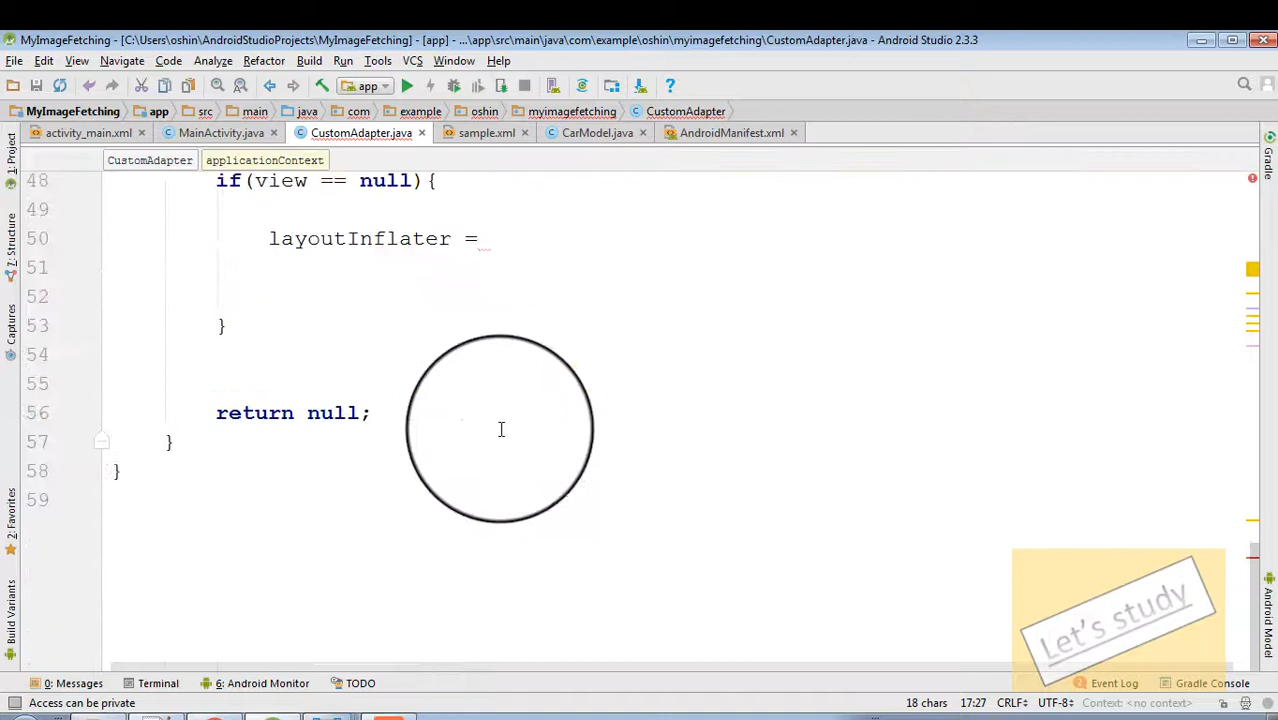 MyImageFetching - [C:\Users\oshin\AndroidStudioProjects\MyImageFetching] - [app] - ...\app\src\main\java\com\example\oshin\myimagefetching\CustomAdapter.java - Android Studio 2.3.3
File Edit View Navigate Code Analyze Refactor Build Run Tools VCS Window Help
app
MyImageFetching app src main java com example oshin myimagefetching CustomAdapter
activity_main.xml MainActivity.java CustomAdapter.java sample.xml CarModel.java AndroidManifest.xml
CustomAdapter applicationContext
1: Project
7: Structure
Captures
2: Favorites
Build Variants
Gradle
Android Model
48 if(view == null){
49
50 layoutInflater =
51
52
53 }
54
55
56 return null;
57 }
58 }
59
Let's study
0: Messages Terminal 6: Android Monitor TODO Event Log Gradle Console
Access can be private 18 chars 17:27 CRLF÷ UTF-8÷ Context: <no context>